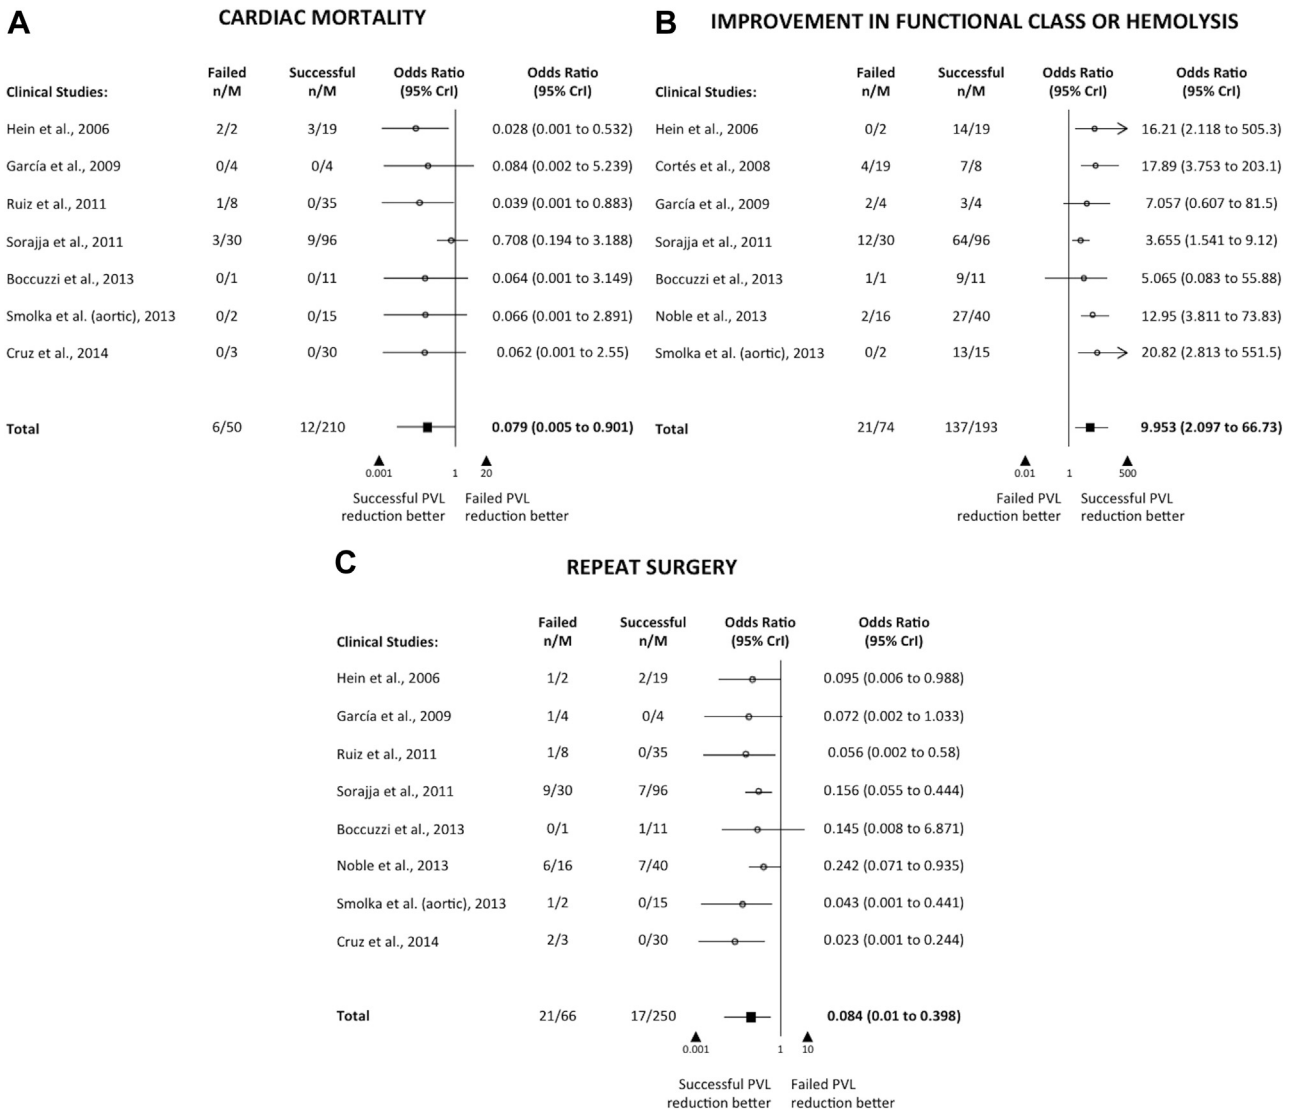 A CARDIAC MORTALITY
Failed Successful Odds Ratio Odds Ratio
Clinical Studies: n/M n/M (95% CrI) (95% CrI)
Hein et al., 2006 2/2 3/19 0.028 (0.001 to 0.532)
García et al., 2009 0/4 0/4 0.084 (0.002 to 5.239)
Ruiz et al., 2011 1/8 0/35 0.039 (0.001 to 0.883)
Sorajja et al., 2011 3/30 9/96 0.708 (0.194 to 3.188)
Boccuzzi et al., 2013 0/1 0/11 0.064 (0.001 to 3.149)
Smolka et al. (aortic), 2013 0/2 0/15 0.066 (0.001 to 2.891)
Cruz et al., 2014 0/3 0/30 0.062 (0.001 to 2.55)
Total 6/50 12/210 0.079 (0.005 to 0.901)
0.001 1 20
Successful PVL Failed PVL
reduction better reduction better
B IMPROVEMENT IN FUNCTIONAL CLASS OR HEMOLYSIS
Failed Successful Odds Ratio Odds Ratio
Clinical Studies: n/M n/M (95% CrI) (95% CrI)
Hein et al., 2006 0/2 14/19 16.21 (2.118 to 505.3)
Cortés et al., 2008 4/19 7/8 17.89 (3.753 to 203.1)
García et al., 2009 2/4 3/4 7.057 (0.607 to 81.5)
Sorajja et al., 2011 12/30 64/96 3.655 (1.541 to 9.12)
Boccuzzi et al., 2013 1/1 9/11 5.065 (0.083 to 55.88)
Noble et al., 2013 2/16 27/40 12.95 (3.811 to 73.83)
Smolka et al. (aortic), 2013 0/2 13/15 20.82 (2.813 to 551.5)
Total 21/74 137/193 9.953 (2.097 to 66.73)
0.01 1 500
Failed PVL Successful PVL
reduction better reduction better
C REPEAT SURGERY
Failed Successful Odds Ratio Odds Ratio
Clinical Studies: n/M n/M (95% CrI) (95% CrI)
Hein et al., 2006 1/2 2/19 0.095 (0.006 to 0.988)
García et al., 2009 1/4 0/4 0.072 (0.002 to 1.033)
Ruiz et al., 2011 1/8 0/35 0.056 (0.002 to 0.58)
Sorajja et al., 2011 9/30 7/96 0.156 (0.055 to 0.444)
Boccuzzi et al., 2013 0/1 1/11 0.145 (0.008 to 6.871)
Noble et al., 2013 6/16 7/40 0.242 (0.071 to 0.935)
Smolka et al. (aortic), 2013 1/2 0/15 0.043 (0.001 to 0.441)
Cruz et al., 2014 2/3 0/30 0.023 (0.001 to 0.244)
Total 21/66 17/250 0.084 (0.01 to 0.398)
0.001 1 10
Successful PVL Failed PVL
reduction better reduction better